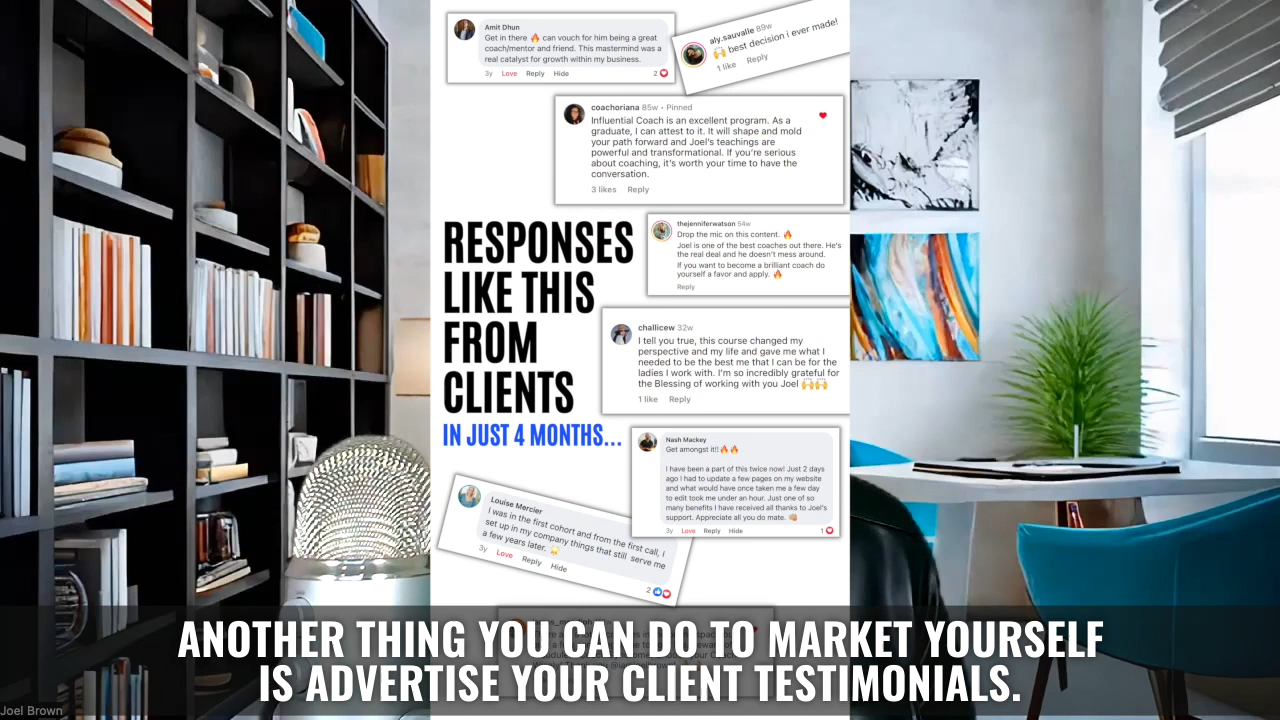 Amit Dhun
Get in there 🔥 can vouch for him being a great
coach/mentor and friend. This mastermind was a
real catalyst for growth within my business.
3y Love Reply Hide 2
aly.sauvalle 89w
🙌 best decision i ever made!
1 like Reply
coachoriana 85w • Pinned
Influential Coach is an excellent program. As a
graduate, I can attest to it. It will shape and mold
your path forward and Joel's teachings are
powerful and transformational. If you're serious
about coaching, it's worth your time to have the
conversation.
3 likes Reply
thejenniferwatson 54w
Drop the mic on this content. 🔥
Joel is one of the best coaches out there. He's
the real deal and he doesn't mess around.
If you want to become a brilliant coach do
yourself a favor and apply. 🔥
Reply
RESPONSES
LIKE THIS
FROM
CLIENTS
IN JUST 4 MONTHS...
challicew 32w
I tell you true, this course changed my
perspective and my life and gave me what I
needed to be the best me that I can be for the
ladies I work with. I'm so incredibly grateful for
the Blessing of working with you Joel 🙌🙌
1 like Reply
Nash Mackey
Get amongst it!! 🔥🔥
I have been a part of this twice now! Just 2 days
ago I had to update a few pages on my website
and what would have once taken me a few day
to edit took me under an hour. Just one of so
many benefits I have received all thanks to Joel's
support. Appreciate all you do mate. 👊🏼
3y Love Reply Hide 1
Louise Mercier
I was in the first cohort and from the first call, I
set up in my company things that still serve me
a few years later.
3y Love Reply Hide
2
ANOTHER THING YOU CAN DO TO MARKET YOURSELF
IS ADVERTISE YOUR CLIENT TESTIMONIALS.
Joel Brown